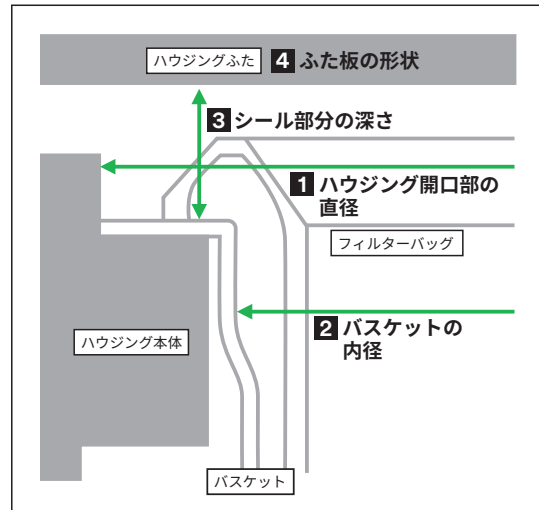 ハウジングふた 4 ふた板の形状
3 シール部分の深さ
1 ハウジング開口部の
直径
フィルターバッグ
2 バスケットの
内径
ハウジング本体
バスケット